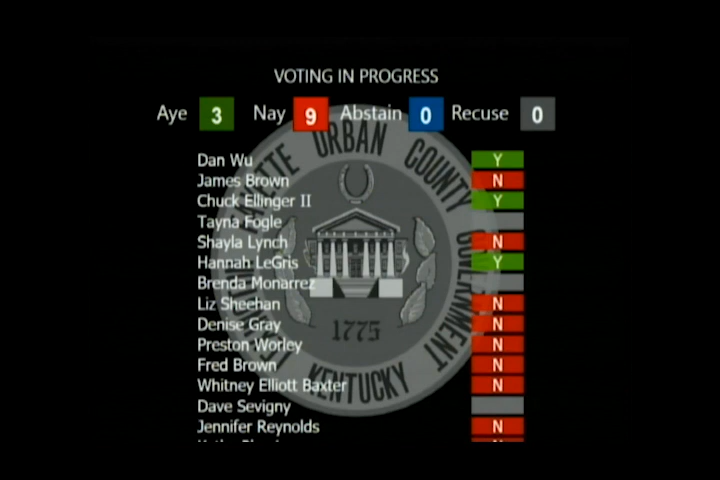 VOTING IN PROGRESS
Aye 3 Nay 9 Abstain 0 Recuse 0
Dan Wu Y
James Brown N
Chuck Ellinger II Y
Tayna Fogle
Shayla Lynch N
Hannah LeGris Y
Brenda Monarrez
Liz Sheehan N
Denise Gray N
Preston Worley N
Fred Brown N
Whitney Elliott Baxter N
Dave Sevigny
Jennifer Reynolds N
FAYETTE URBAN COUNTY GOVERNMENT
1775
KENTUCKY